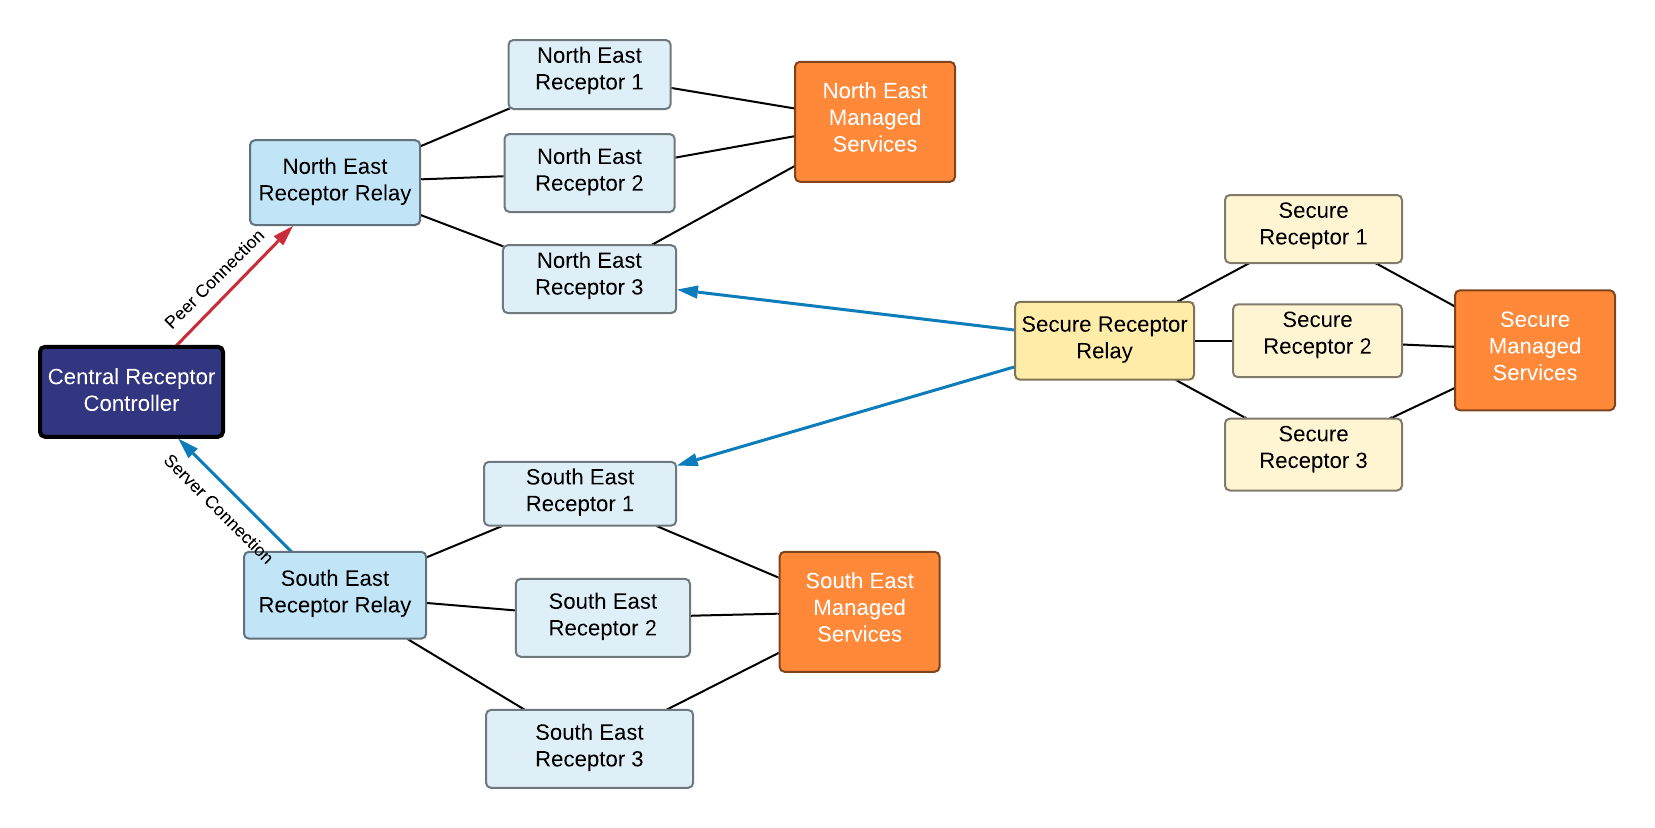 North East
Receptor 1
North East
Managed
Services
North East
Receptor Relay
North East
Receptor 2
North East
Receptor 3
Peer Connection
Central Receptor
Controller
Server Connection
South East
Receptor Relay
South East
Receptor 1
South East
Receptor 2
South East
Receptor 3
South East
Managed
Services
Secure Receptor
Relay
Secure
Receptor 1
Secure
Receptor 2
Secure
Receptor 3
Secure
Managed
Services